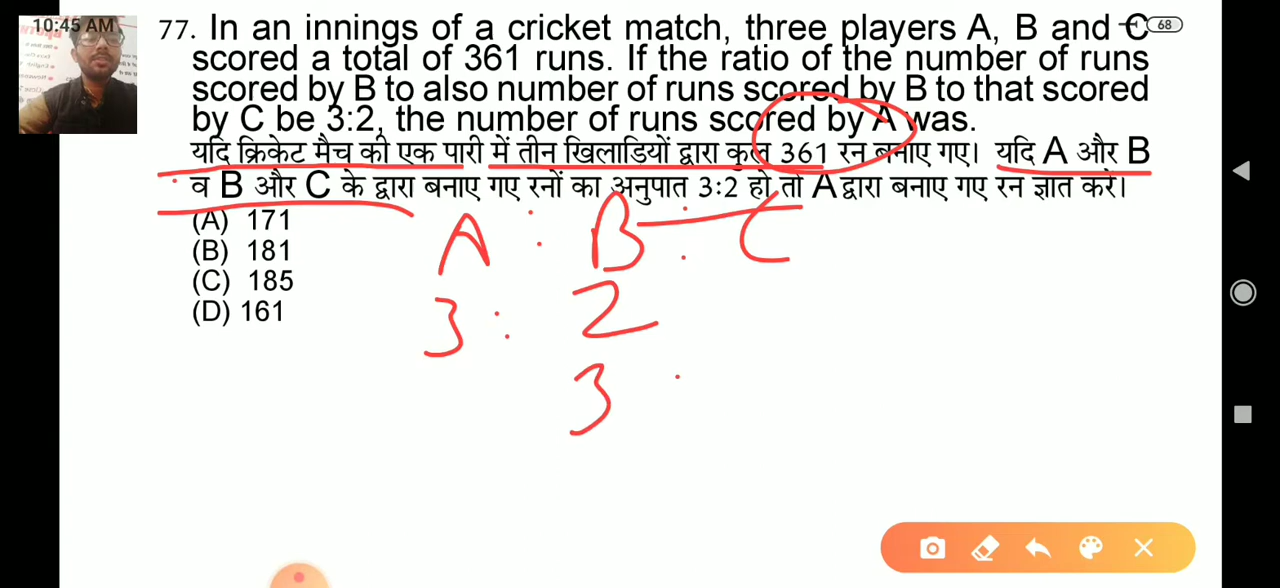 10:45 AM
77. In an innings of a cricket match, three players A, B and C
68
scored a total of 361 runs. If the ratio of the number of runs
scored by B to also number of runs scored by B to that scored
by C be 3:2, the number of runs scored by A was.
यदि क्रिकेट मैच की एक पारी में तीन खिलाडियों द्वारा कुल 361 रन बनाए गए। यदि A और B
व B और C के द्वारा बनाए गए रनों का अनुपात 3:2 हो तो A द्वारा बनाए गए रन ज्ञात करे।
(A) 171
(B) 181
(C) 185
(D) 161
A : B : C
3 : 2
3 :